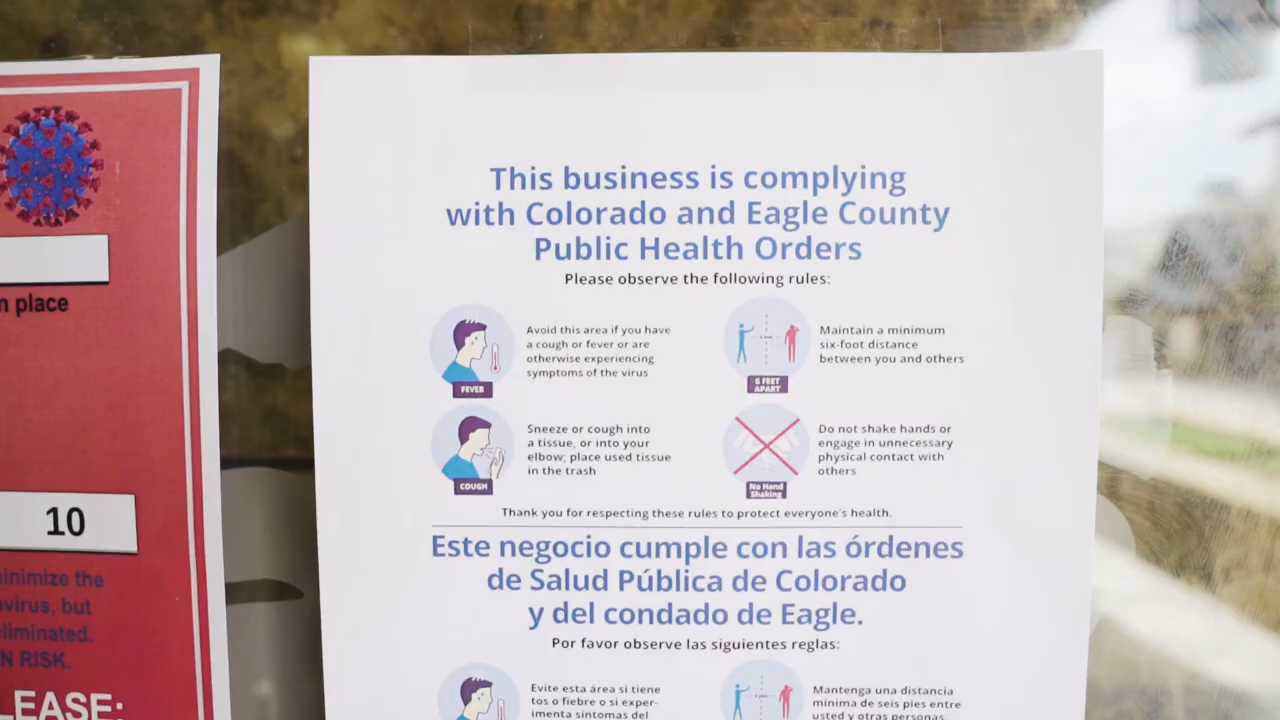 n place
10
inimize the
ovirus, but
liminated.
N RISK.
LEASE:
This business is complying
with Colorado and Eagle County
Public Health Orders
Please observe the following rules:
Avoid this area if you have
a cough or fever or are
otherwise experiencing
symptoms of the virus
FEVER
Maintain a minimum
six-foot distance
between you and others
6 FEET
APART
Sneeze or cough into
a tissue, or into your
elbow; place used tissue
in the trash
COUGH
Do not shake hands or
engage in unnecessary
physical contact with
others
No Hand
Shaking
Thank you for respecting these rules to protect everyone's health.
Este negocio cumple con las órdenes
de Salud Pública de Colorado
y del condado de Eagle.
Por favor observe las siguientes reglas:
Evite esta área si tiene
tos o fiebre o si exper-
imenta síntomas del
Mantenga una distancia
mínima de seis pies entre
usted y otras personas.